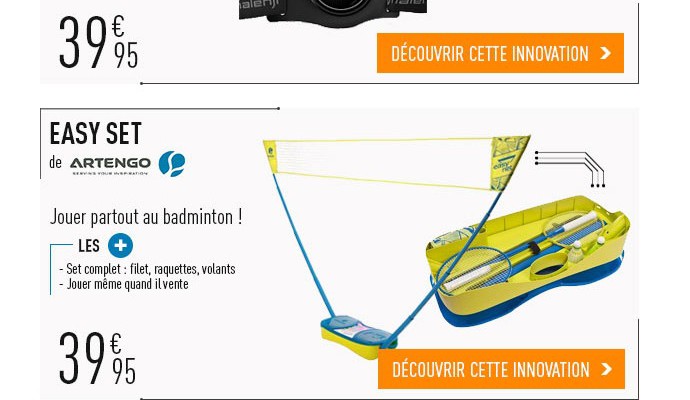 kalenji
39€95
DÉCOUVRIR CETTE INNOVATION
EASY SET
de ARTENGO
SERVING YOUR INSPIRATION
Jouer partout au badminton !
LES +
- Set complet : filet, raquettes, volants
- Jouer même quand il vente
39€95
DÉCOUVRIR CETTE INNOVATION